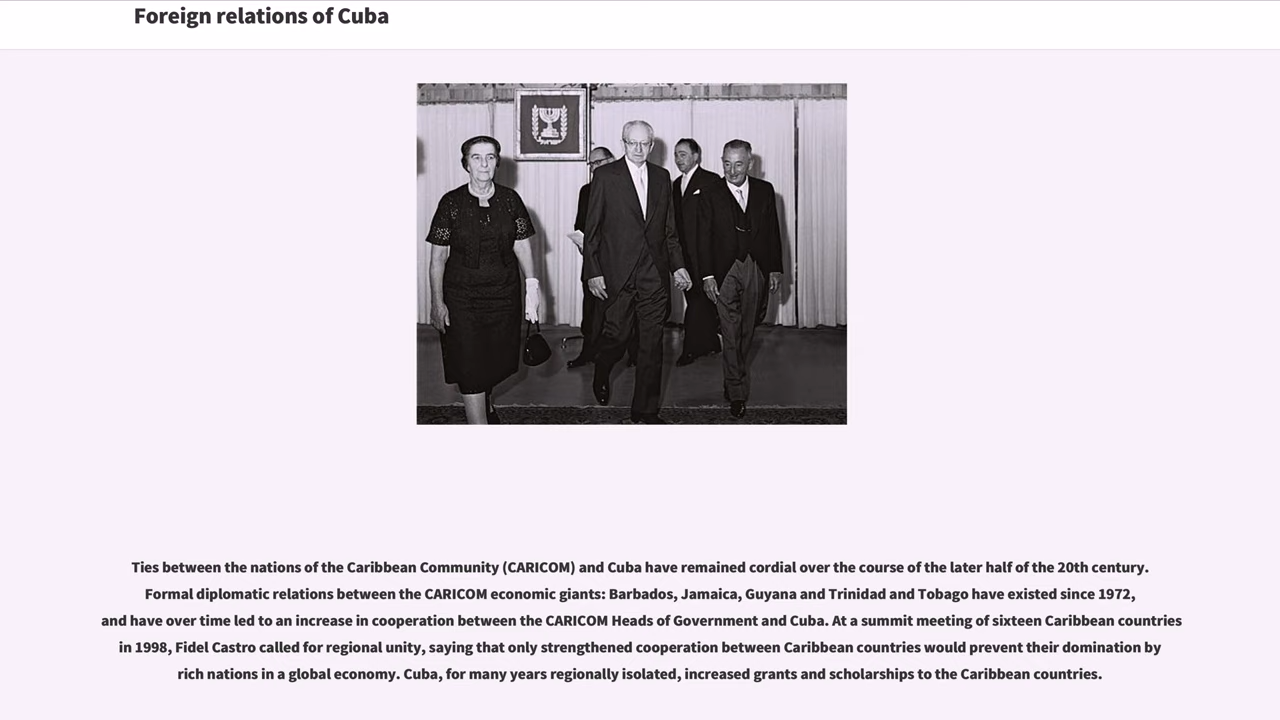 Foreign relations of Cuba
Ties between the nations of the Caribbean Community (CARICOM) and Cuba have remained cordial over the course of the later half of the 20th century.
Formal diplomatic relations between the CARICOM economic giants: Barbados, Jamaica, Guyana and Trinidad and Tobago have existed since 1972,
and have over time led to an increase in cooperation between the CARICOM Heads of Government and Cuba. At a summit meeting of sixteen Caribbean countries
in 1998, Fidel Castro called for regional unity, saying that only strengthened cooperation between Caribbean countries would prevent their domination by
rich nations in a global economy. Cuba, for many years regionally isolated, increased grants and scholarships to the Caribbean countries.